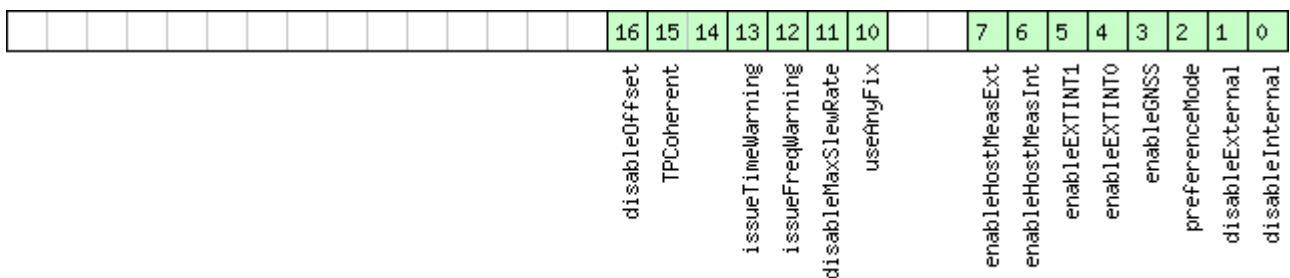 16 15 14 13 12 11 10 7 6 5 4 3 2 1 0
disableOffset
TPCoherent
issueTimeWarning
issueFreqWarning
disableMaxSlewRate
useAnyFix
enableHostMeasExt
enableHostMeasInt
enableEXTINT1
enableEXTINT0
enableGNSS
preferenceMode
disableExternal
disableInternal